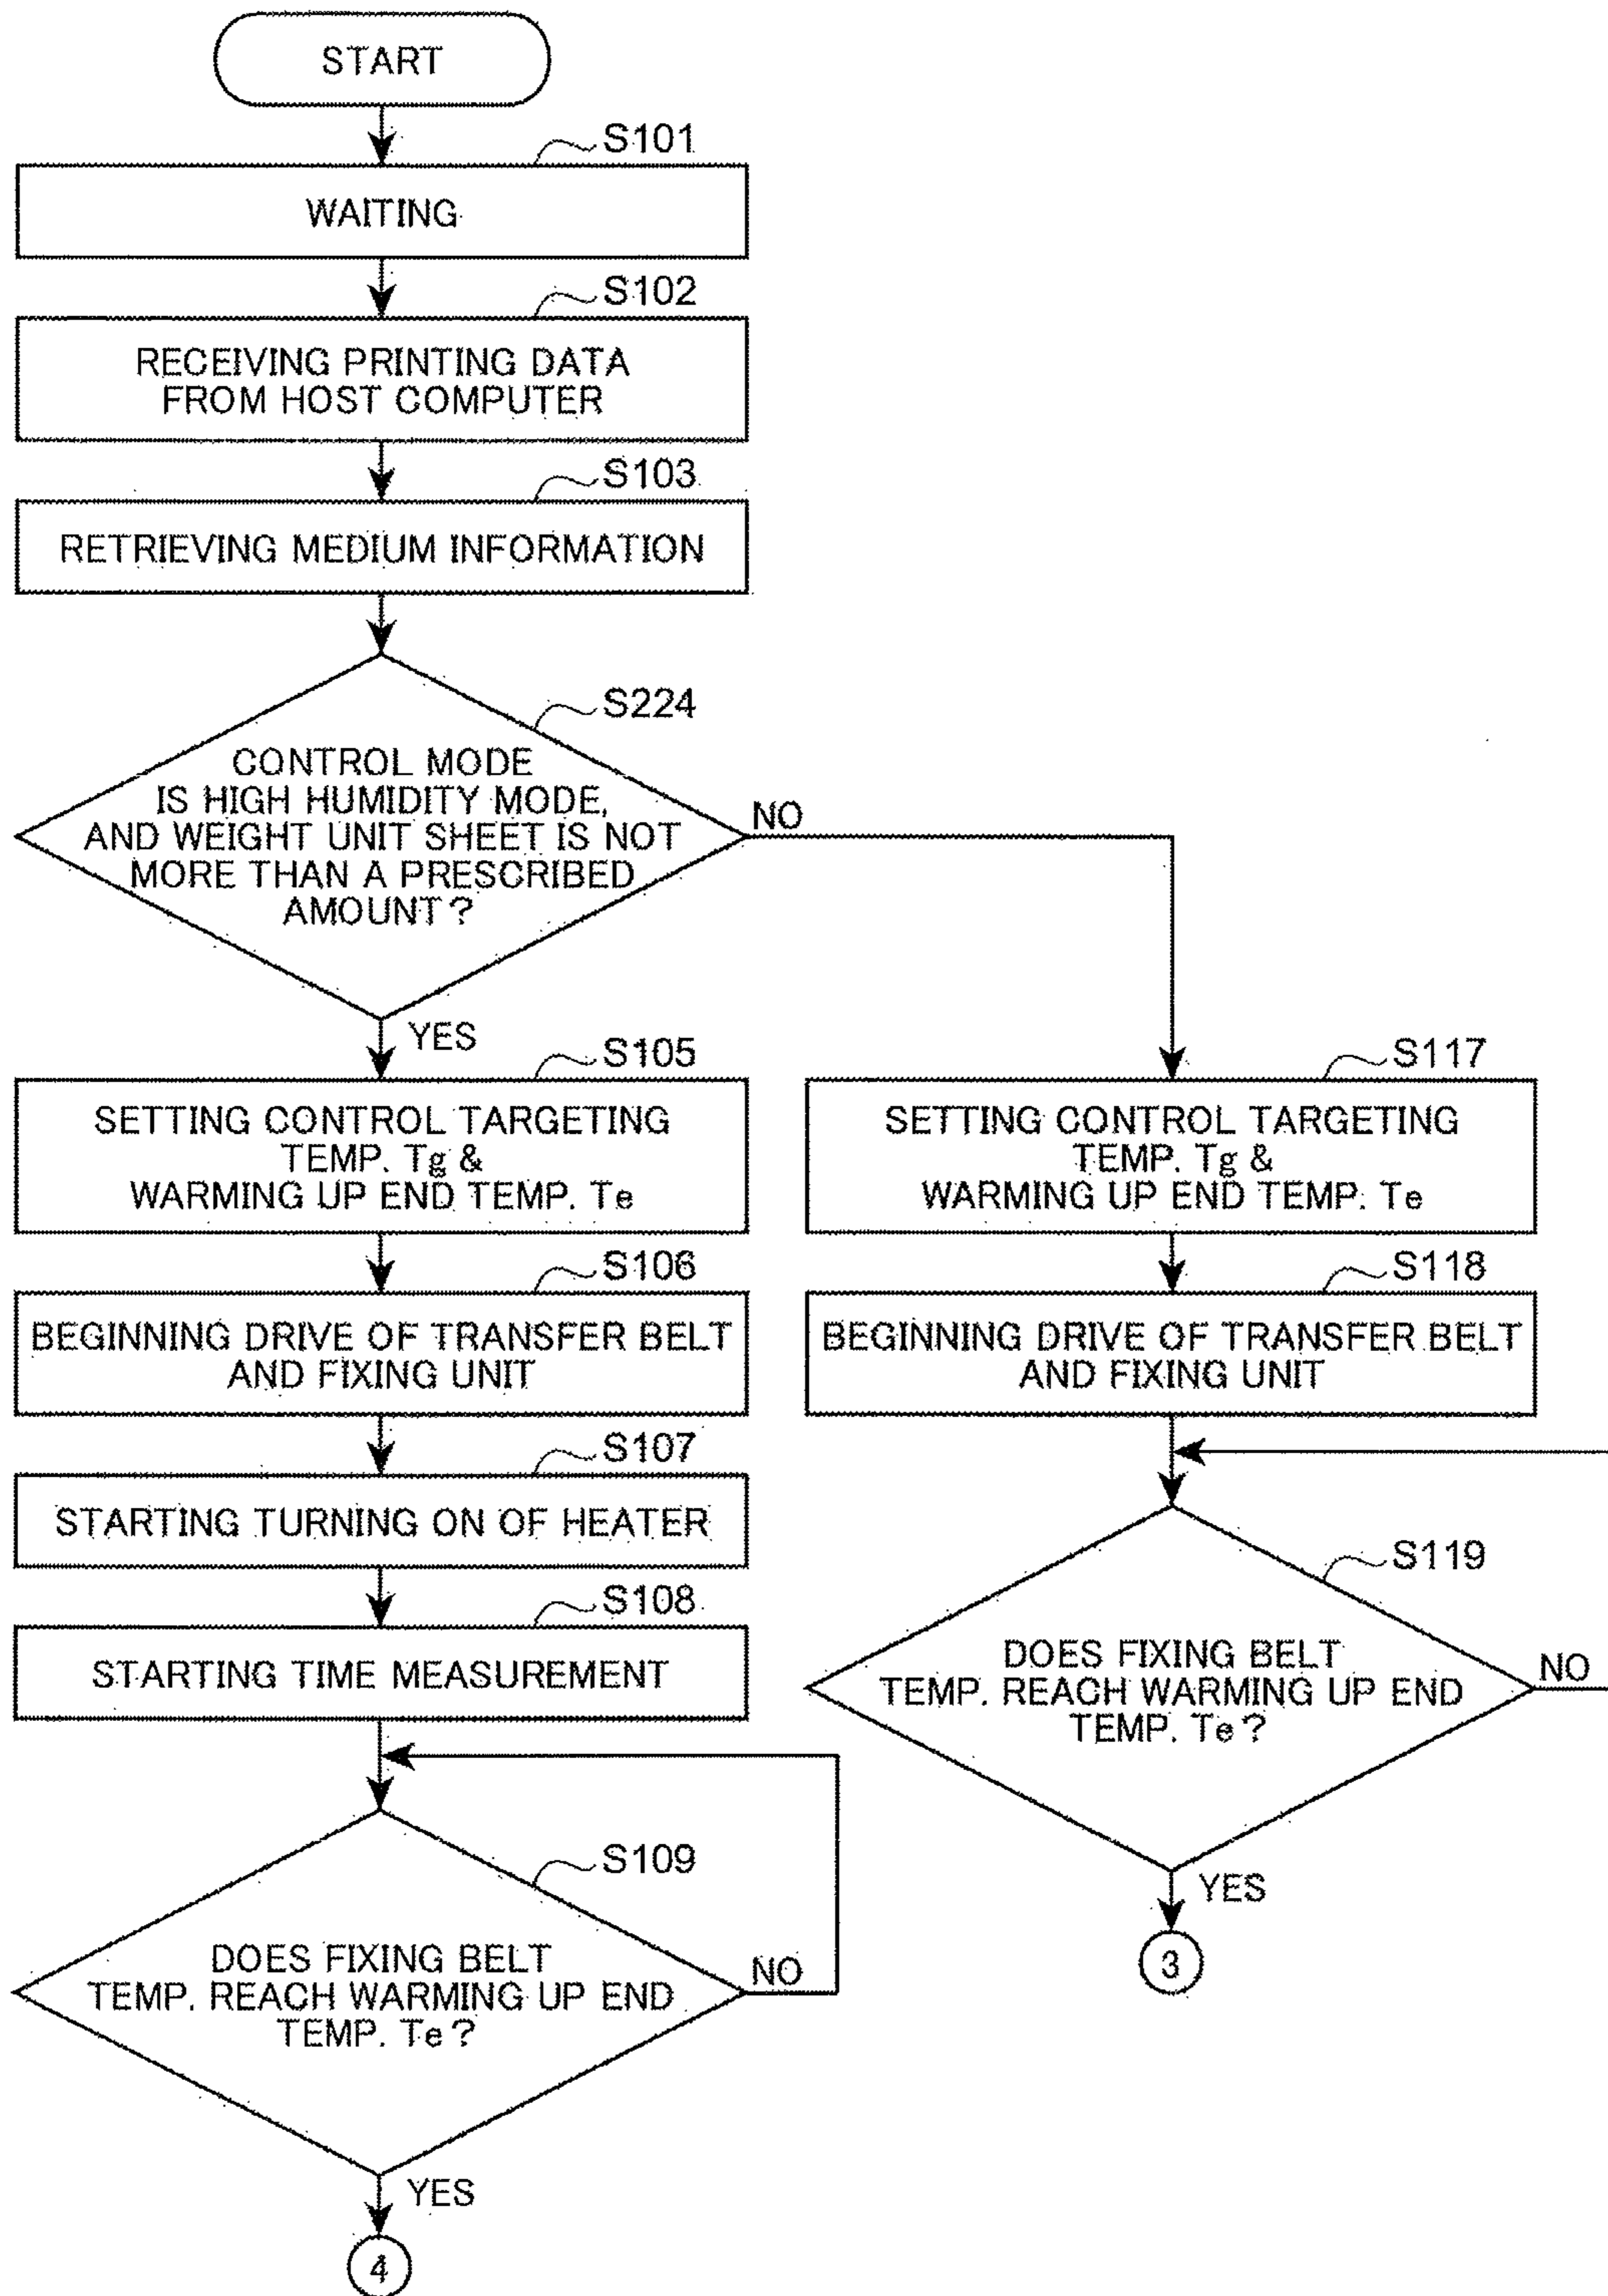 START
S101
WAITING
S102
RECEIVING PRINTING DATA
FROM HOST COMPUTER
S103
RETRIEVING MEDIUM INFORMATION
S224
CONTROL MODE
IS HIGH HUMIDITY MODE,
AND WEIGHT UNIT SHEET IS NOT
MORE THAN A PRESCRIBED
AMOUNT?
NO
YES
S105
SETTING CONTROL TARGETING
TEMP. Tg &
WARMING UP END TEMP. Te
S106
BEGINNING DRIVE OF TRANSFER BELT
AND FIXING UNIT
S107
STARTING TURNING ON OF HEATER
S108
STARTING TIME MEASUREMENT
S109
DOES FIXING BELT
TEMP. REACH WARMING UP END
TEMP. Te?
NO
YES
4
S117
SETTING CONTROL TARGETING
TEMP. Tg &
WARMING UP END TEMP. Te
S118
BEGINNING DRIVE OF TRANSFER BELT
AND FIXING UNIT
S119
DOES FIXING BELT
TEMP. REACH WARMING UP END
TEMP. Te?
NO
YES
3